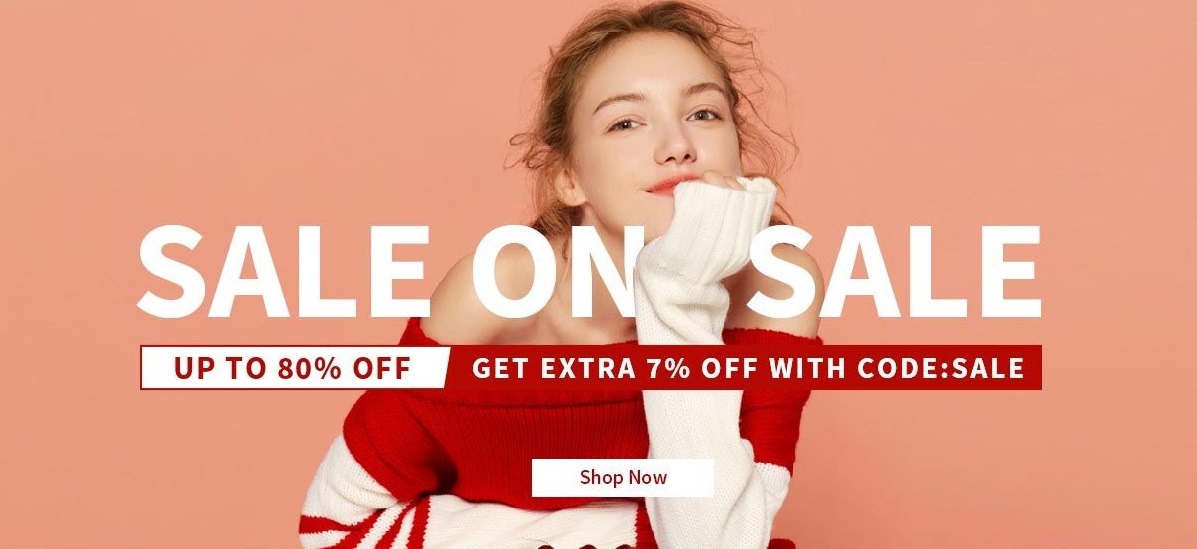 SALE ON SALE
UP TO 80% OFF GET EXTRA 7% OFF WITH CODE:SALE
Shop Now